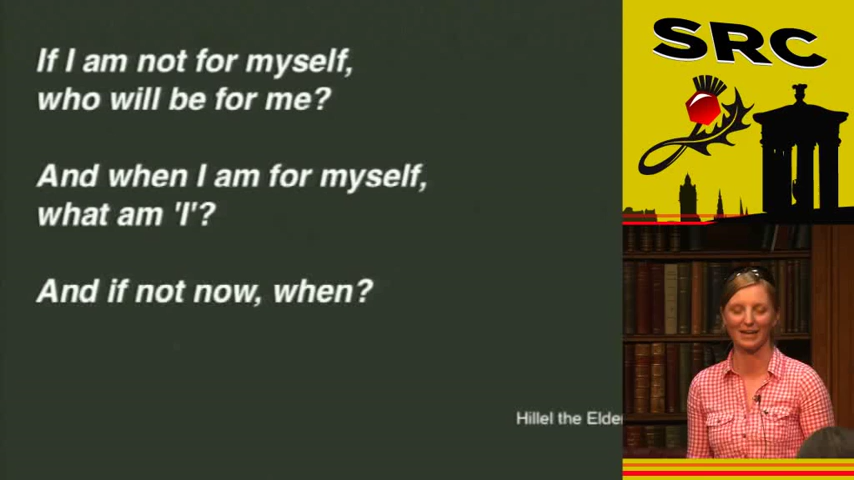 If I am not for myself,
who will be for me?
And when I am for myself,
what am 'I'?
And if not now, when?
Hillel the Elder
SRC